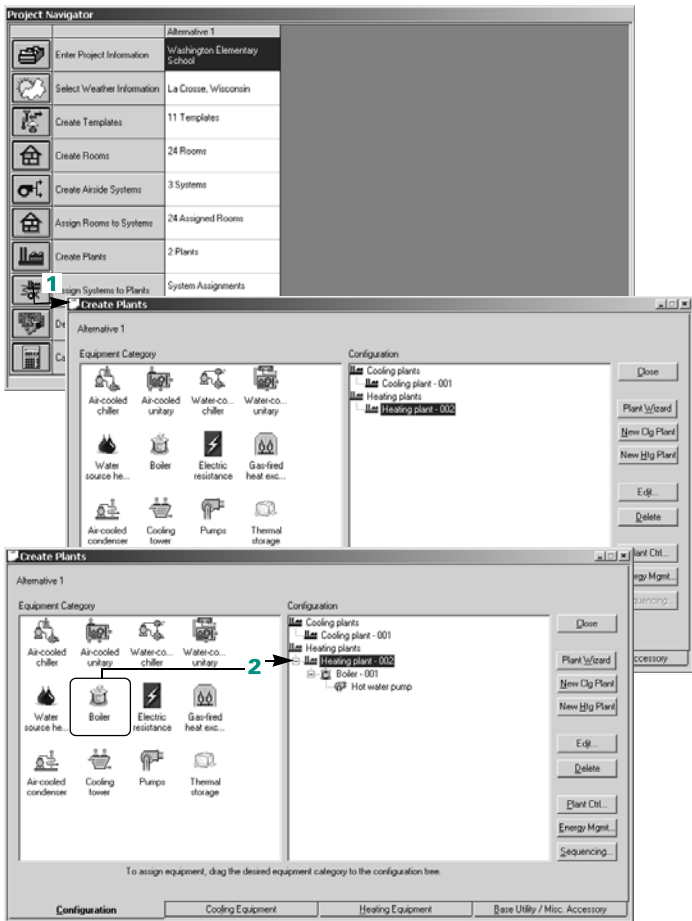 Project Navigator
Alternative 1
Enter Project Information
Washington Elementary
School
Select Weather Information
La Crosse, Wisconsin
Create Templates
11 Templates
Create Rooms
24 Rooms
Create Airside Systems
3 Systems
Assign Rooms to Systems
24 Assigned Rooms
Create Plants
2 Plants
Assign Systems to Plants
System Assignments
1
De
Ca
Create Plants
Alternative 1
Equipment Category
Configuration
Air-cooled
chiller
Air-cooled
unitary
Water-co...
chiller
Water-co...
unitary
Water
source he...
Boiler
Electric
resistance
Gas-fired
heat exc...
Air-cooled
condenser
Cooling
tower
Pumps
Thermal
storage
Cooling plants
Cooling plant - 001
Heating plants
Heating plant - 002
Close
Plant Wizard
New Clg Plant
New Htg Plant
Edit...
Delete
Plant Ctrl...
ergy Mgmt...
quencing...
ccessory
Create Plants
Alternative 1
Equipment Category
Configuration
Air-cooled
chiller
Air-cooled
unitary
Water-co...
chiller
Water-co...
unitary
Water
source he...
Boiler
Electric
resistance
Gas-fired
heat exc...
Air-cooled
condenser
Cooling
tower
Pumps
Thermal
storage
2
Cooling plants
Cooling plant - 001
Heating plants
Heating plant - 002
Boiler - 001
Hot water pump
Close
Plant Wizard
New Clg Plant
New Htg Plant
Edit...
Delete
Plant Ctrl...
Energy Mgmt...
Sequencing...
To assign equipment, drag the desired equipment category to the configuration tree.
Configuration
Cooling Equipment
Heating Equipment
Base Utility / Misc. Accessory